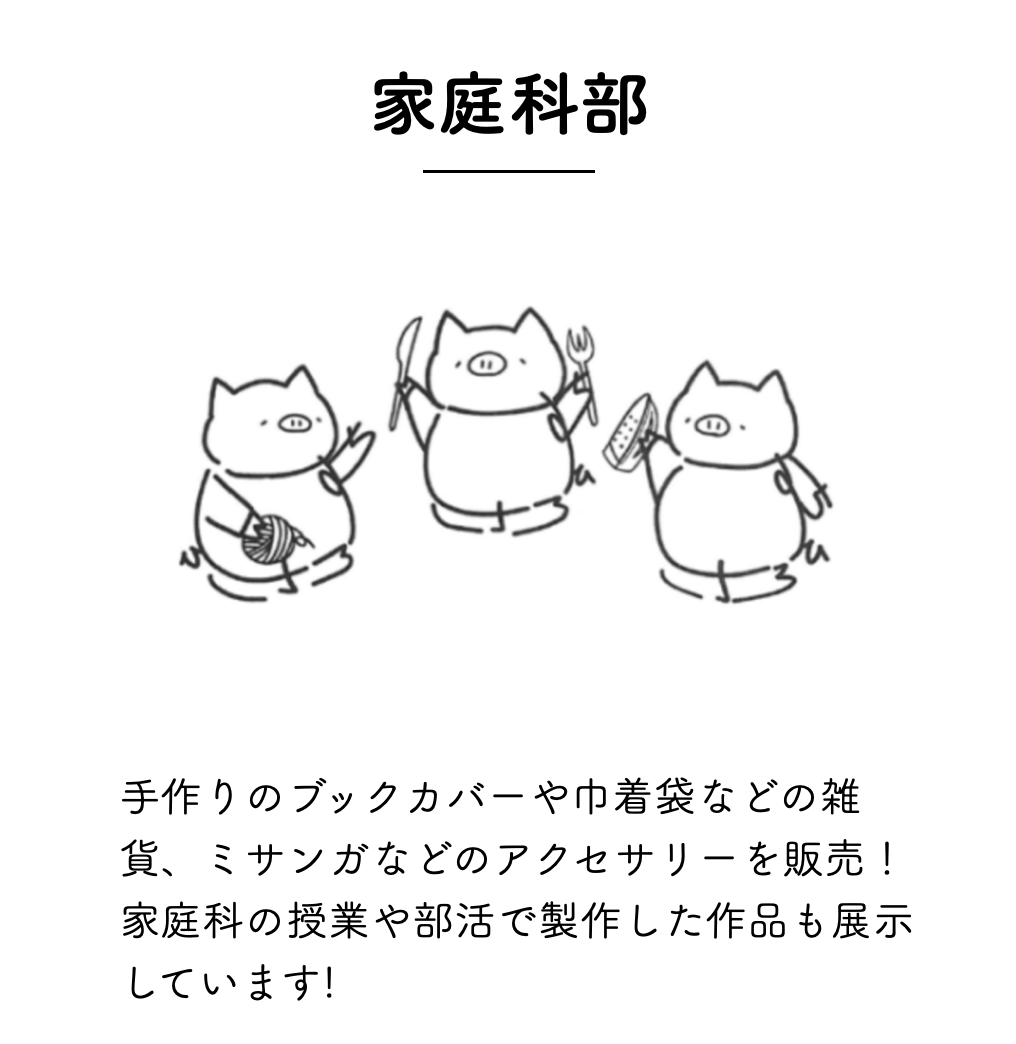 家庭科部
手作りのブックカバーや巾着袋などの雑
貨、ミサンガなどのアクセサリーを販売！
家庭科の授業や部活で製作した作品も展示
しています!